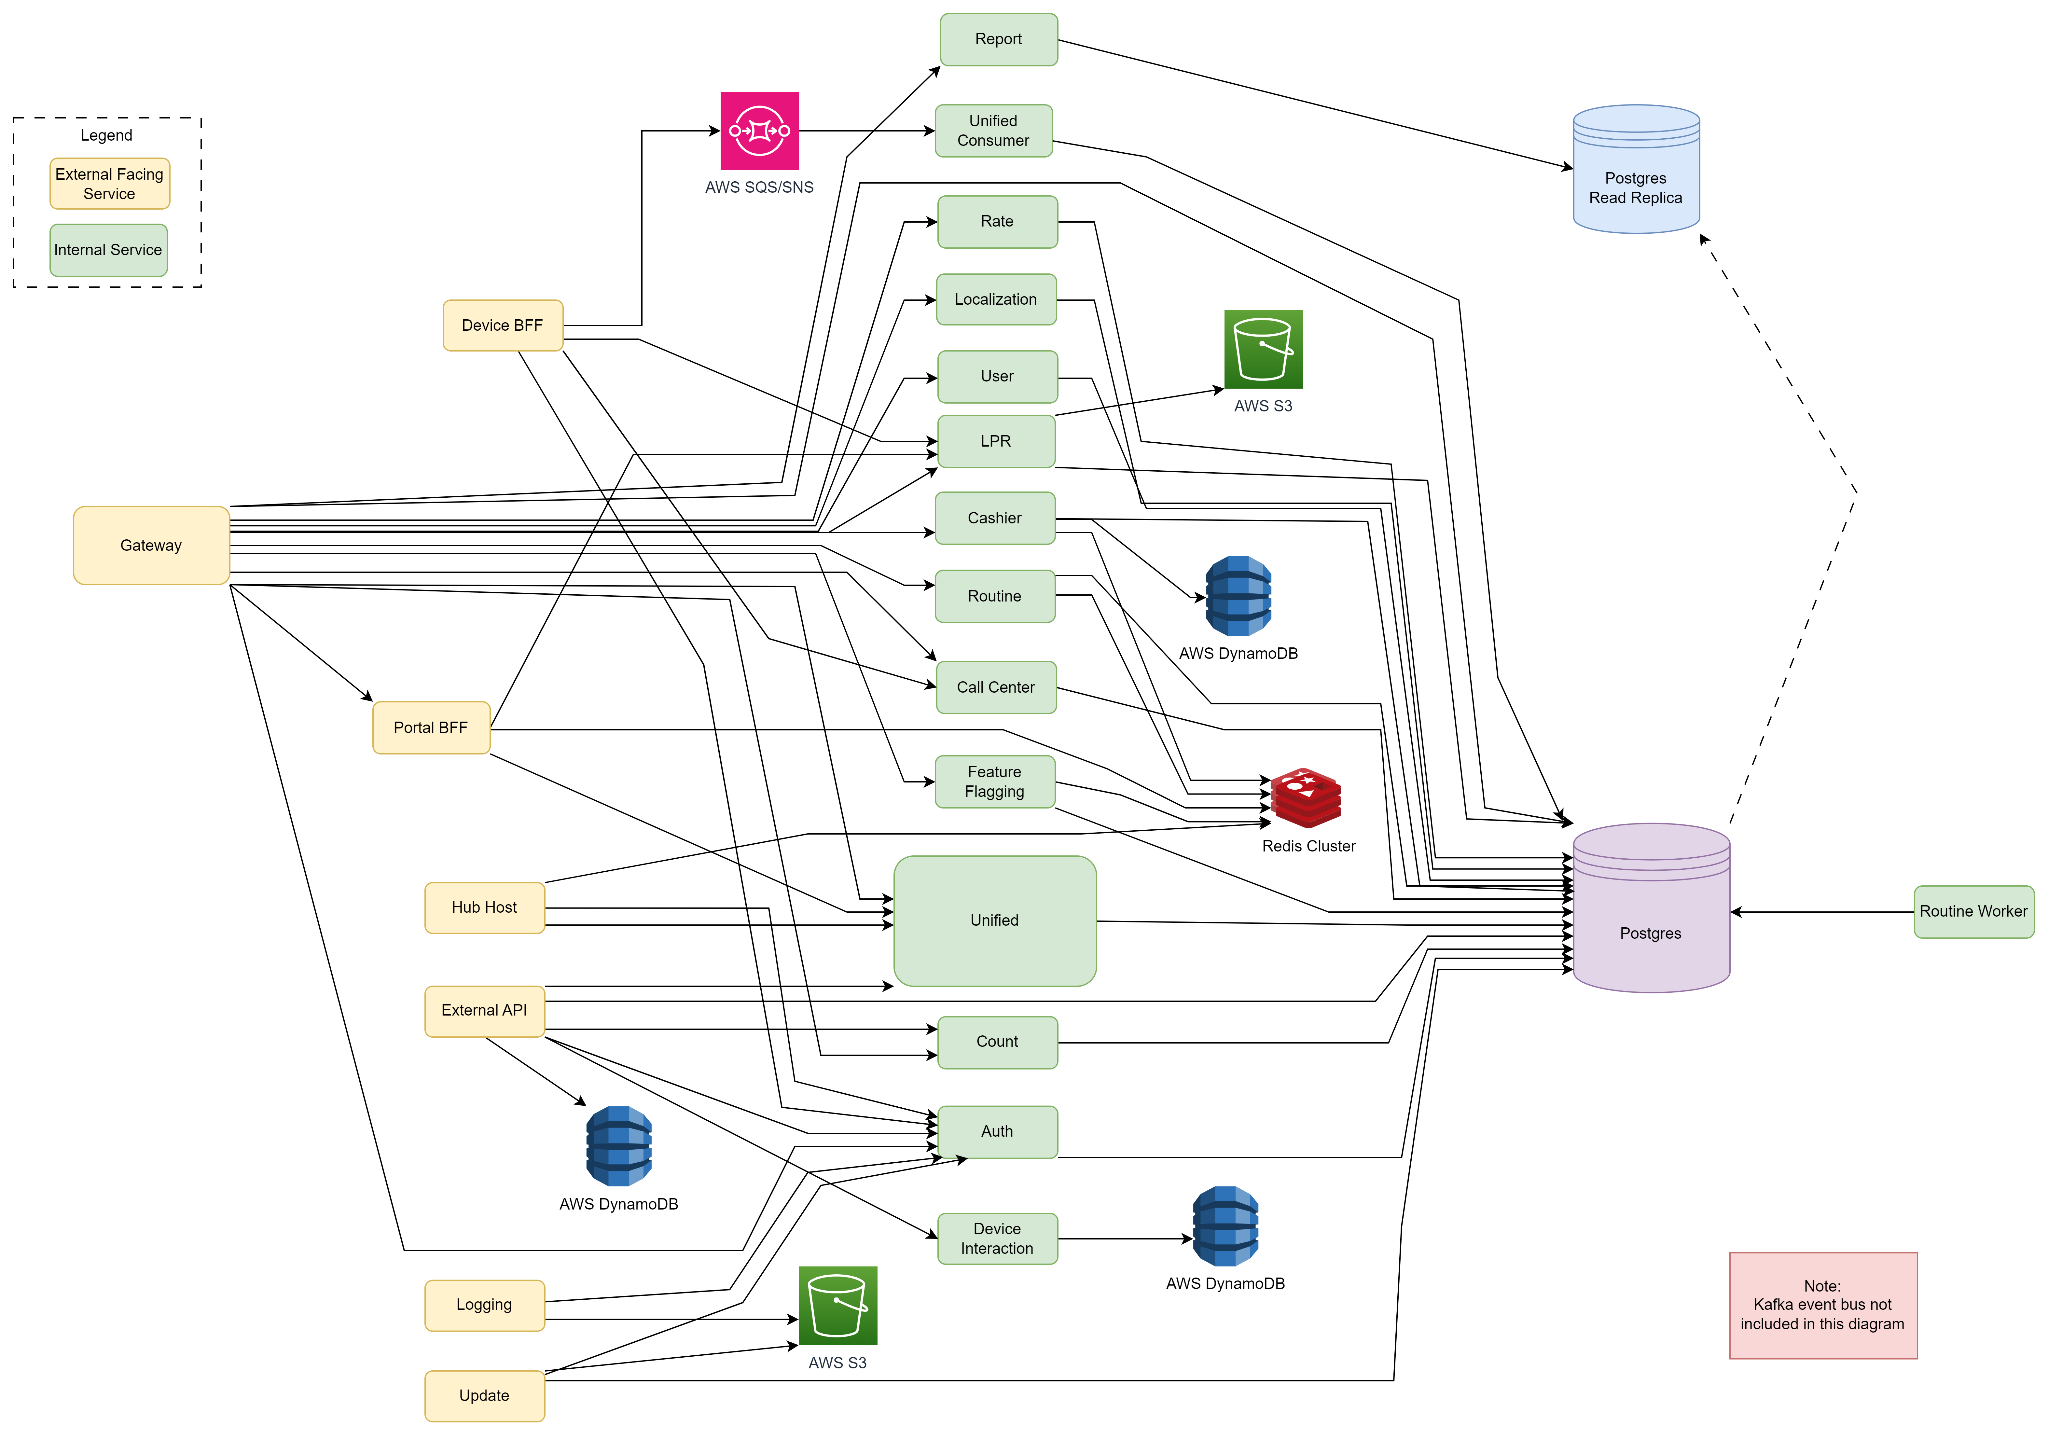 Legend
External Facing
Service
Internal Service
Report
Unified
Consumer
AWS SQS/SNS
Postgres
Read Replica
Rate
Localization
Device BFF
User
AWS S3
LPR
Gateway
Cashier
Routine
AWS DynamoDB
Call Center
Portal BFF
Feature
Flagging
Redis Cluster
Hub Host
Unified
Postgres
Routine Worker
External API
Count
Auth
AWS DynamoDB
Device
Interaction
AWS DynamoDB
Logging
AWS S3
Update
Note:
Kafka event bus not
included in this diagram